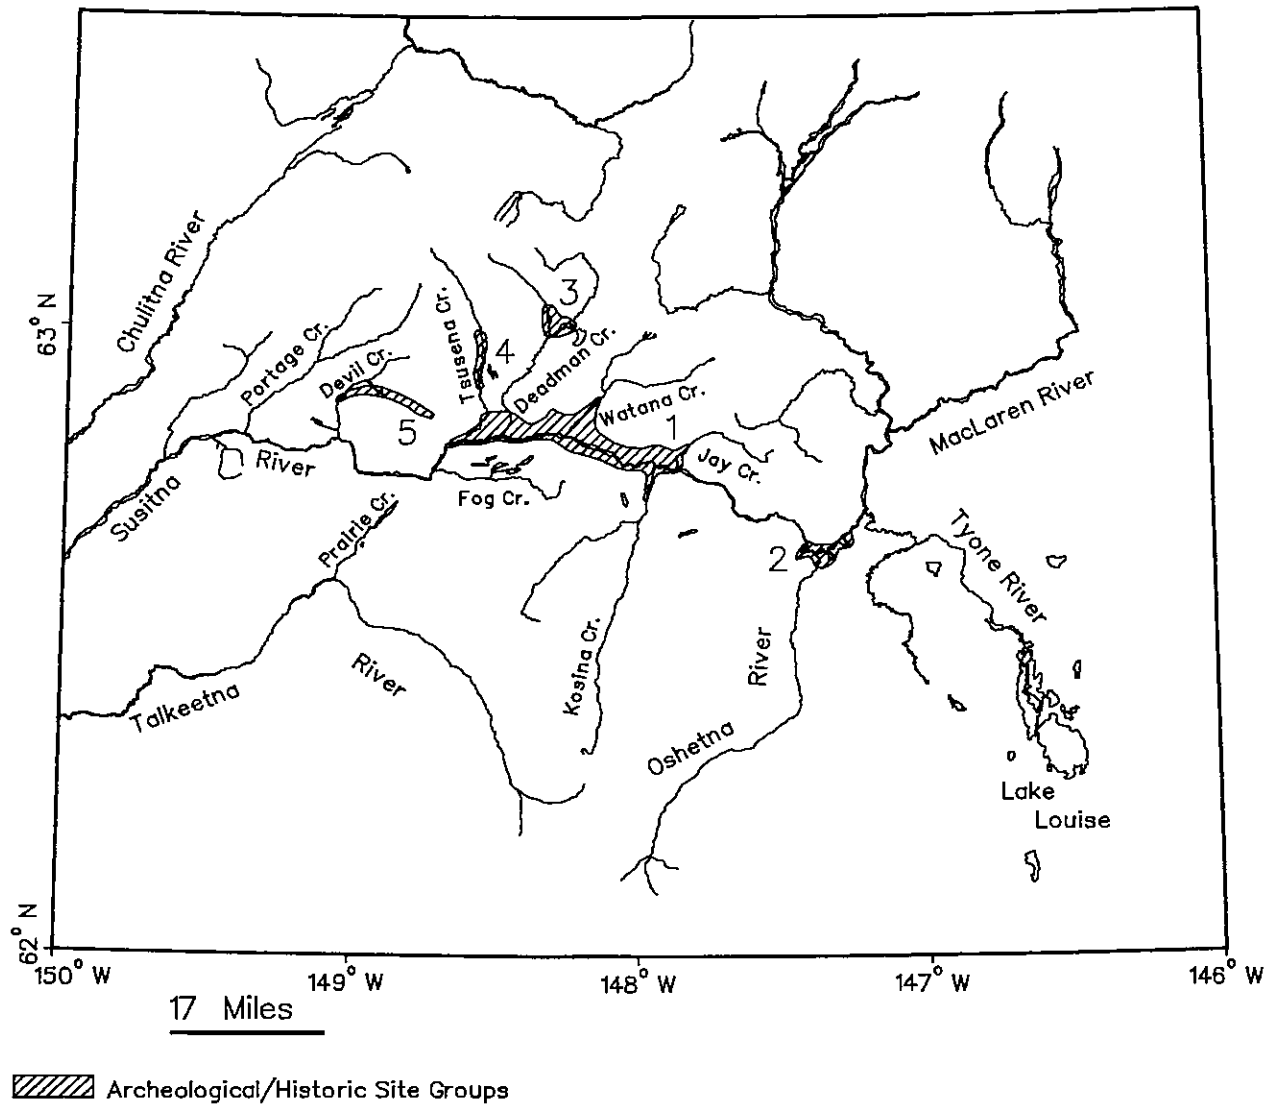 Chulitna River
63° N
3
Tsusena Cr.
4
Deadman Cr.
Portage Cr.
Devil Cr.
5
Watana Cr.
1
MacLaren River
Jay Cr.
River
Susitna
Fog Cr.
Prairie Cr.
2
Tyone River
Kosina Cr.
River
River
Talkeetna
Oshetna
Lake
Louise
62° N
150° W
149° W
148° W
147° W
146° W
17 Miles
Archeological/Historic Site Groups